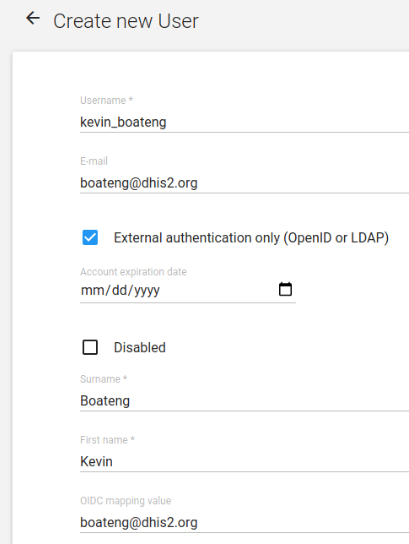 Create new User
Username *
kevin_boateng
E-mail
boateng@dhis2.org
External authentication only (OpenID or LDAP)
Account expiration date
mm/dd/yyyy
Disabled
Surname *
Boateng
First name *
Kevin
OIDC mapping value
boateng@dhis2.org